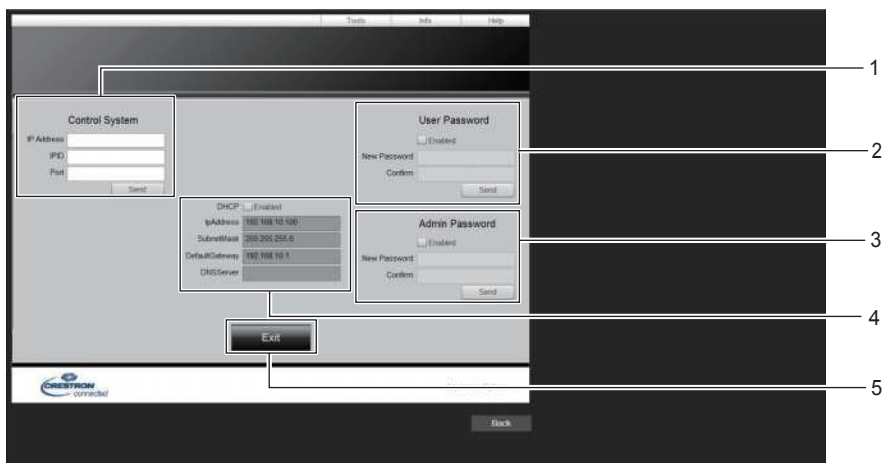 Tools Info Help
1
Control System
IP Address
IPID
Port
Send
User Password
Enabled
New Password
Confirm
Send
2
DHCP Enabled
IpAddress 192.168.10.100
SubnetMask 255.255.255.0
DefaultGateway 192.168.10.1
DNSServer
Admin Password
Enabled
New Password
Confirm
Send
3
4
Exit
5
CRESTRON
connected
Back